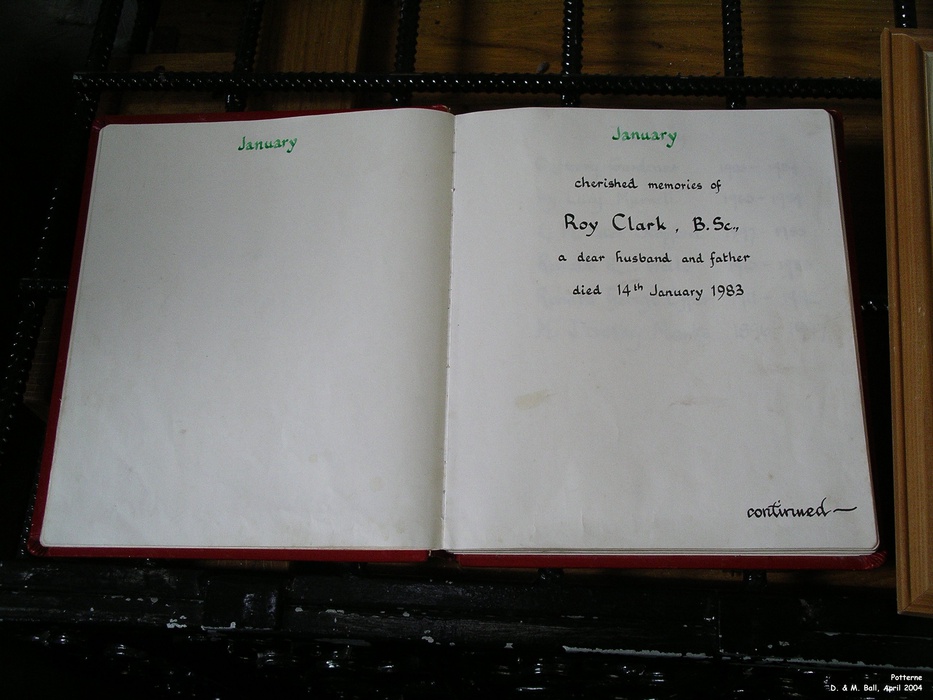 January
January
cherished memories of
Roy Clark, B.Sc.,
a dear husband and father
died 14th January 1983
continued—
Potterne
D. & M. Ball, April 2004